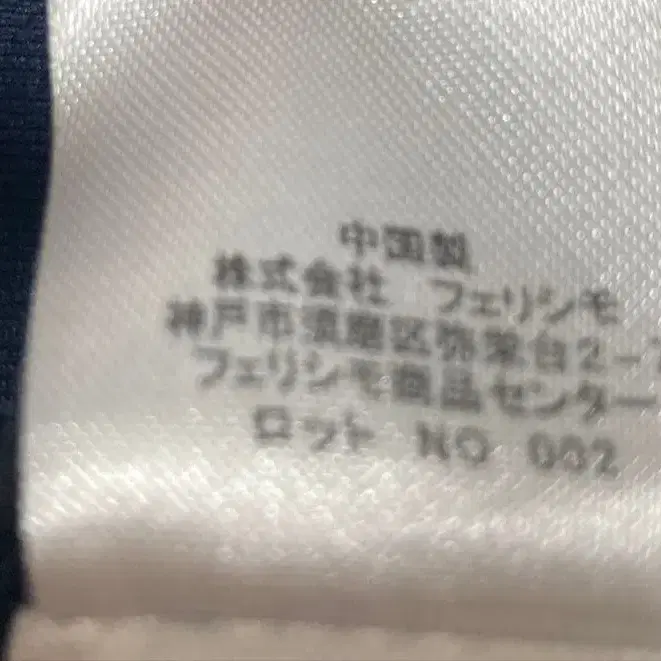 中国製
株式会社 フェリシモ
神戸市須磨区弥栄台2-7
フェリシモ商品センター
ロット NO 002